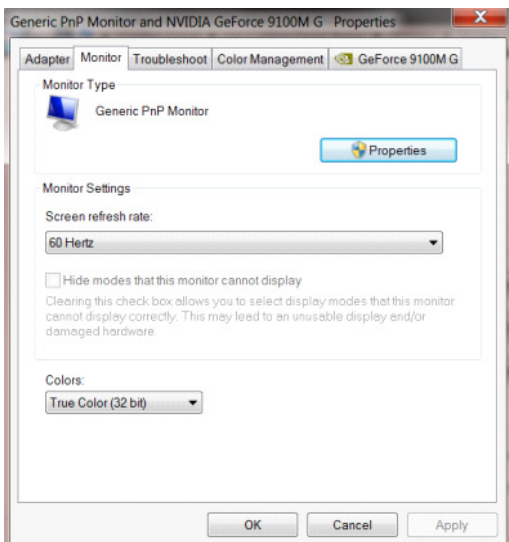 Generic PnP Monitor and NVIDIA GeForce 9100M G Properties
Adapter Monitor Troubleshoot Color Management GeForce 9100M G
Monitor Type
Generic PnP Monitor
Properties
Monitor Settings
Screen refresh rate:
60 Hertz
Hide modes that this monitor cannot display
Clearing this check box allows you to select display modes that this monitor
cannot display correctly. This may lead to an unusable display and/or
damaged hardware.
Colors:
True Color (32 bit)
OK Cancel Apply